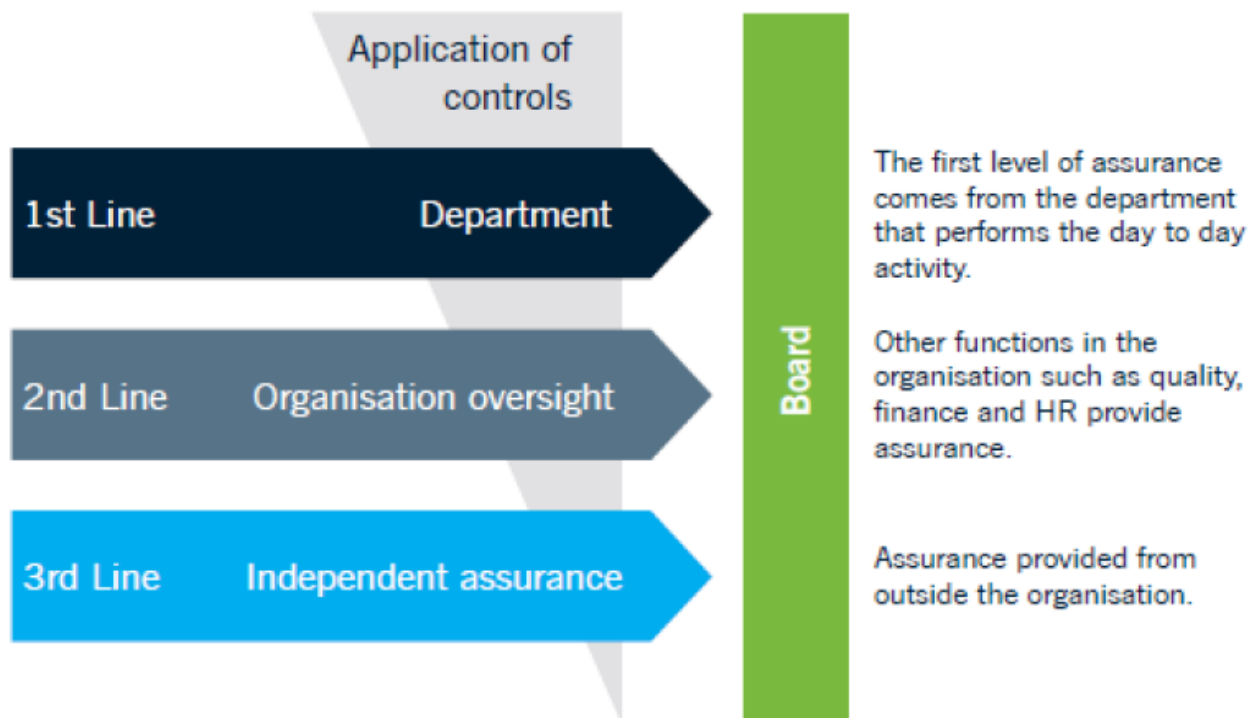 Application of
controls
1st Line
Department
The first level of assurance
comes from the department
that performs the day to day
activity.
2nd Line
Organisation oversight
Board
Other functions in the
organisation such as quality,
finance and HR provide
assurance.
3rd Line
Independent assurance
Assurance provided from
outside the organisation.